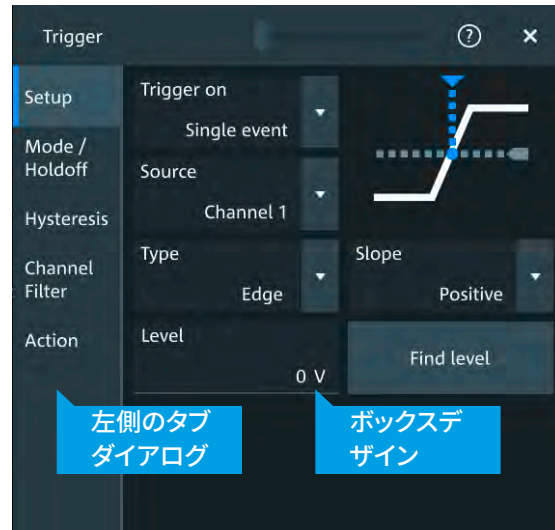 Trigger
?
×
Setup
Mode /
Holdoff
Hysteresis
Channel
Filter
Action
Trigger on
Single event
Source
Channel 1
Type
Edge
Slope
Positive
Level
0 V
Find level
左側のタブ
ダイアログ
ボックスデ
ザイン